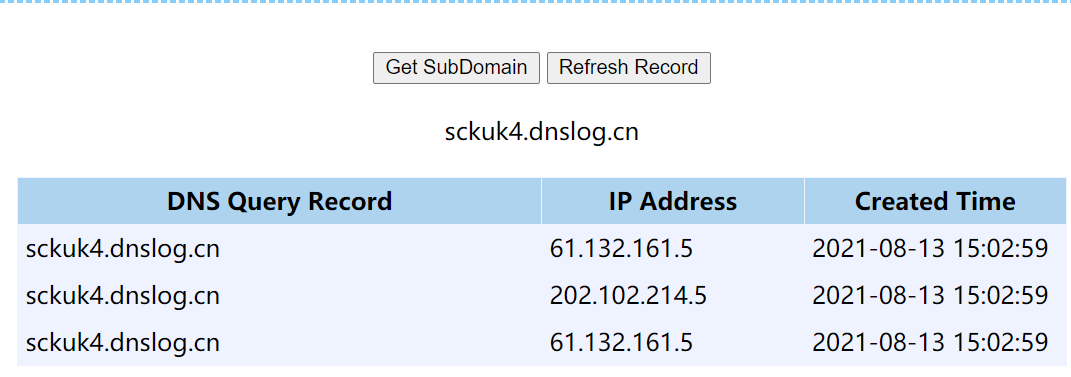 Get SubDomain Refresh Record
sckuk4.dnslog.cn
DNS Query Record IP Address Created Time
sckuk4.dnslog.cn 61.132.161.5 2021-08-13 15:02:59
sckuk4.dnslog.cn 202.102.214.5 2021-08-13 15:02:59
sckuk4.dnslog.cn 61.132.161.5 2021-08-13 15:02:59